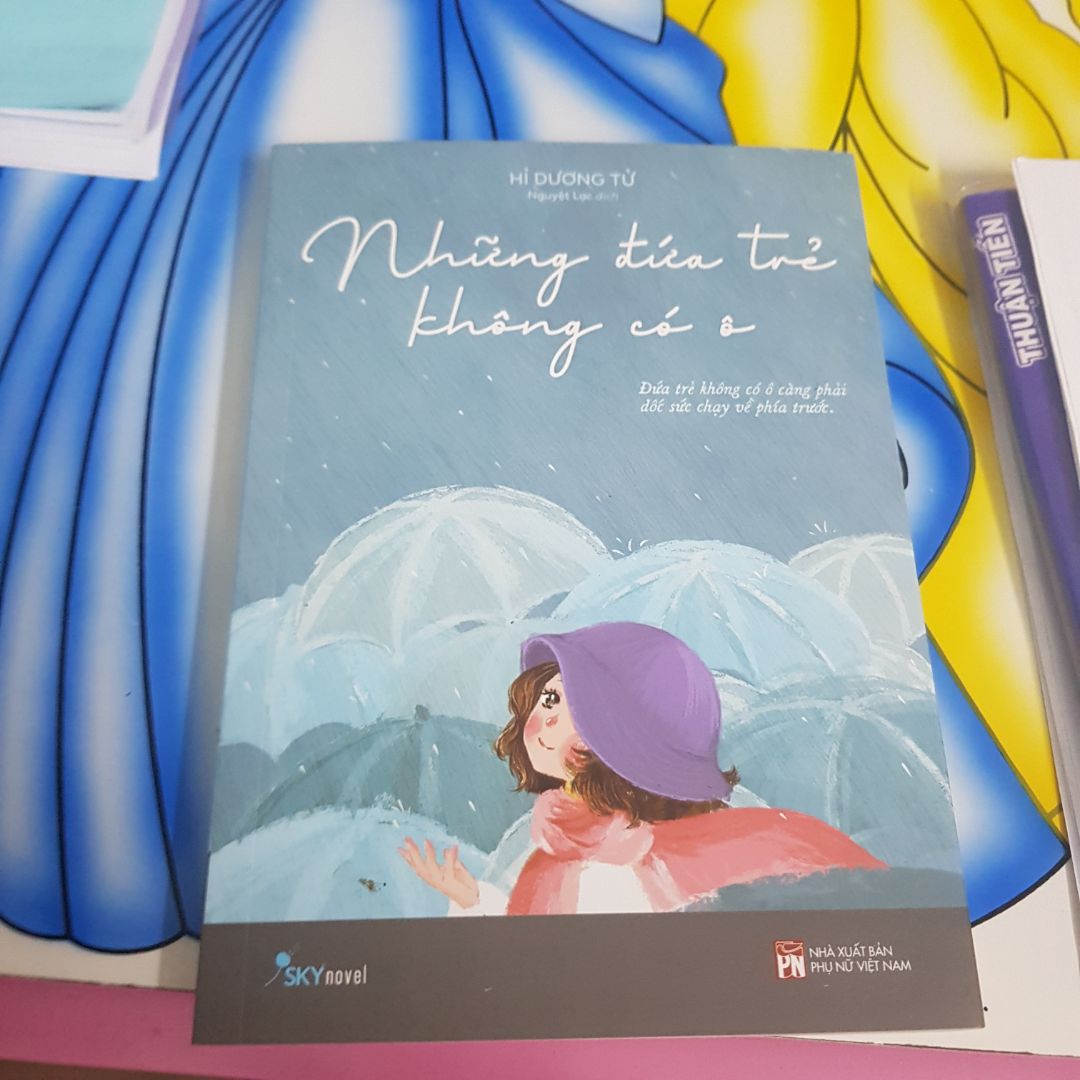 HỈ DƯƠNG TỬ
Nguyệt Lạc dịch
Những đứa trẻ
không có ô
Đứa trẻ không có ô càng phải
dốc sức chạy về phía trước.
SKYnovel
PN
NHÀ XUẤT BẢN
PHỤ NỮ VIỆT NAM
THUẬN TIẾN